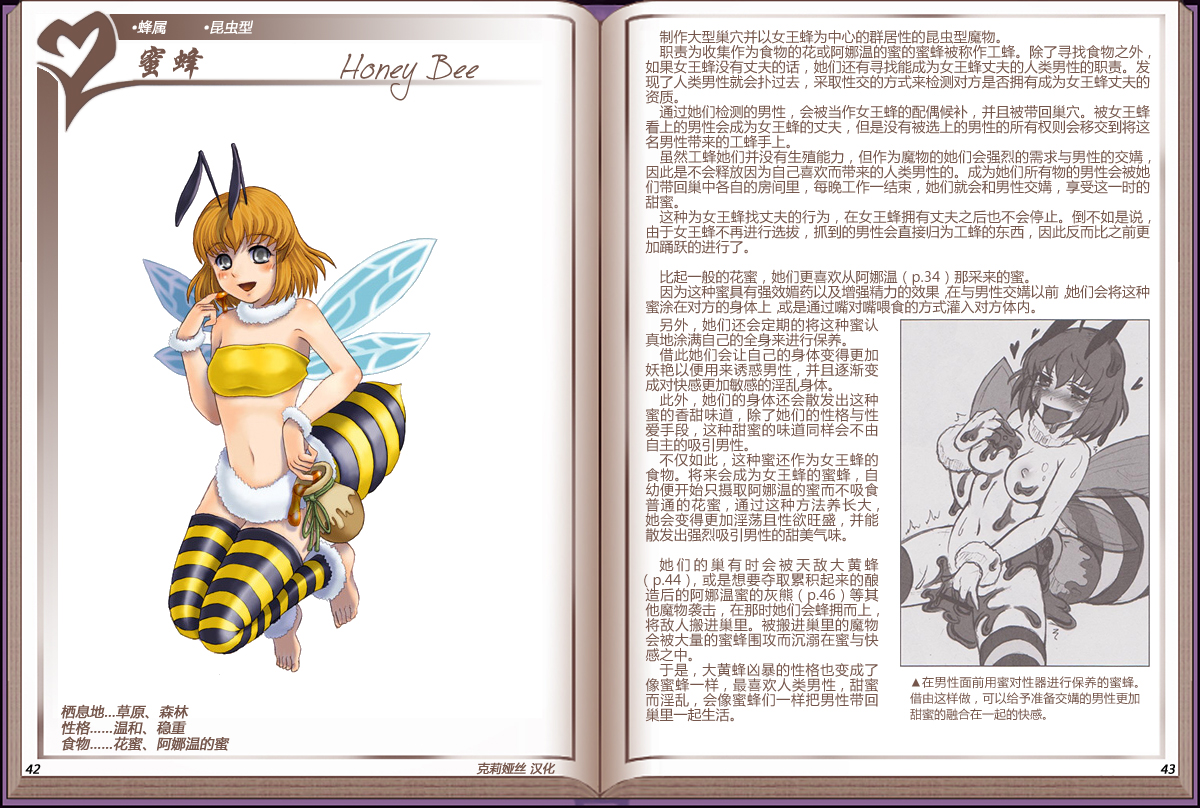 •蜂属 •昆虫型
蜜蜂 Honey Bee
栖息地...草原、森林
性格......温和、稳重
食物......花蜜、阿娜温的蜜
42
克莉娅丝 汉化
制作大型巢穴并以女王蜂为中心的群居性的昆虫型魔物。
职责为收集作为食物的花或阿娜温的蜜的蜜蜂被称作工蜂。除了寻找食物之外，
如果女王蜂没有丈夫的话，她们还有寻找能成为女王蜂丈夫的人类男性的职责。发
现了人类男性就会扑过去，采取性交的方式来检测对方是否拥有成为女王蜂丈夫的
资质。
通过她们检测的男性，会被当作女王蜂的配偶候补，并且被带回巢穴。被女王蜂
看上的男性会成为女王蜂的丈夫，但是没有被选上的男性的所有权则会移交到将这
名男性带来的工蜂手上。
虽然工蜂她们并没有生殖能力，但作为魔物的她们会强烈的需求与男性的交媾，
因此是不会释放因为自己喜欢而带来的人类男性的。成为她们所有物的男性会被她
们带回巢中各自的房间里，每晚工作一结束，她们就会和男性交媾，享受这一时的
甜蜜。
这种为女王蜂找丈夫的行为，在女王蜂拥有丈夫之后也不会停止。倒不如是说，
由于女王蜂不再进行选拔，抓到的男性会直接归为工蜂的东西，因此反而比之前更
加踊跃的进行了。
比起一般的花蜜，她们更喜欢从阿娜温（p.34）那采来的蜜。
因为这种蜜具有强效媚药以及增强精力的效果,在与男性交媾以前,她们会将这种
蜜涂在对方的身体上,或是通过嘴对嘴喂食的方式灌入对方体内。
另外，她们还会定期的将这种蜜认
真地涂满自己的全身来进行保养。
借此她们会让自己的身体变得更加
妖艳以便用来诱惑男性，并且逐渐变
成对快感更加敏感的淫乱身体。
此外，她们的身体还会散发出这种
蜜的香甜味道，除了她们的性格与性
爱手段，这种甜蜜的味道同样会不由
自主的吸引男性。
不仅如此，这种蜜还作为女王蜂的
食物。将来会成为女王蜂的蜜蜂，自
幼便开始只摄取阿娜温的蜜而不吸食
普通的花蜜，通过这种方法养长大，
她会变得更加淫荡且性欲旺盛，并能
散发出强烈吸引男性的甜美气味。
她们的巢有时会被天敌大黄蜂
（p.44），或是想要夺取累积起来的酿
造后的阿娜温蜜的灰熊（p.46）等其
他魔物袭击，在那时她们会蜂拥而上，
将敌人搬进巢里。被搬进巢里的魔物
会被大量的蜜蜂围攻而沉溺在蜜与快
感之中。
于是，大黄蜂凶暴的性格也变成了
像蜜蜂一样，最喜欢人类男性，甜蜜
而淫乱，会像蜜蜂们一样把男性带回
巢里一起生活。
▲在男性面前用蜜对性器进行保养的蜜蜂。
借由这样做，可以给予准备交媾的男性更加
甜蜜的融合在一起的快感。
43